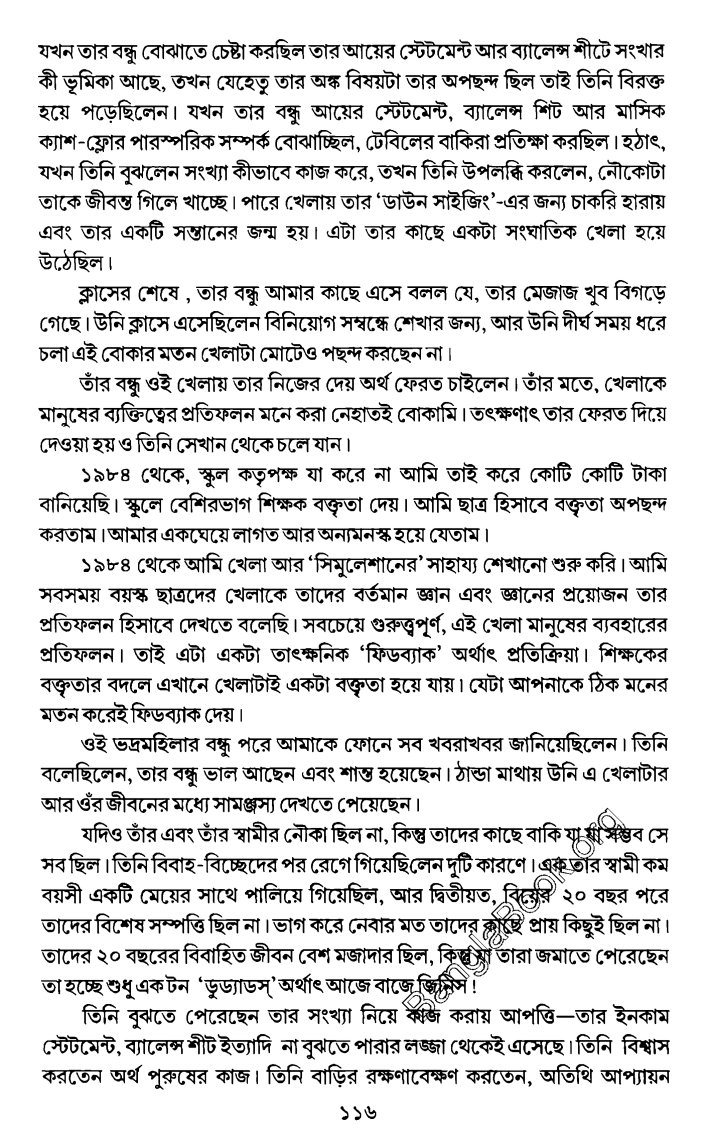 যখন তার বন্ধু বোঝাতে চেষ্টা করছিল তার আয়ের স্টেটমেন্ট আর ব্যালেন্স শীটে সংখার
কী ভূমিকা আছে, তখন যেহেতু তার অঙ্ক বিষয়টা তার অপছন্দ ছিল তাই তিনি বিরক্ত
হয়ে পড়েছিলেন। যখন তার বন্ধু আয়ের স্টেটমেন্ট, ব্যালেন্স শিট আর মাসিক
ক্যাশ-ফ্লোর পারস্পরিক সম্পর্ক বোঝাচ্ছিল, টেবিলের বাকিরা প্রতিক্ষা করছিল। হঠাৎ,
যখন তিনি বুঝলেন সংখ্যা কীভাবে কাজ করে, তখন তিনি উপলব্ধি করলেন, নৌকোটা
তাকে জীবন্ত গিলে খাচ্ছে। পারে খেলায় তার ‘ডাউন সাইজিং’-এর জন্য চাকরি হারায়
এবং তার একটি সন্তানের জন্ম হয়। এটা তার কাছে একটা সংঘাতিক খেলা হয়ে
উঠেছিল।
ক্লাসের শেষে , তার বন্ধু আমার কাছে এসে বলল যে, তার মেজাজ খুব বিগড়ে
গেছে। উনি ক্লাসে এসেছিলেন বিনিয়োগ সম্বন্ধে শেখার জন্য, আর উনি দীর্ঘ সময় ধরে
চলা এই বোকার মতন খেলাটা মোটেও পছন্দ করছেন না।
তাঁর বন্ধু ওই খেলায় তার নিজের দেয় অর্থ ফেরত চাইলেন। তাঁর মতে, খেলাকে
মানুষের ব্যক্তিত্বের প্রতিফলন মনে করা নেহাতই বোকামি। তৎক্ষণাৎ তার ফেরত দিয়ে
দেওয়া হয় ও তিনি সেখান থেকে চলে যান।
১৯৮৪ থেকে, স্কুল কতৃপক্ষ যা করে না আমি তাই করে কোটি কোটি টাকা
বানিয়েছি। স্কুলে বেশিরভাগ শিক্ষক বক্তৃতা দেয়। আমি ছাত্র হিসাবে বক্তৃতা অপছন্দ
করতাম। আমার একঘেয়ে লাগত আর অন্যমনস্ক হয়ে যেতাম।
১৯৮৪ থেকে আমি খেলা আর ‘সিমুলেশানের’ সাহায্য শেখানো শুরু করি। আমি
সবসময় বয়স্ক ছাত্রদের খেলাকে তাদের বর্তমান জ্ঞান এবং জ্ঞানের প্রয়োজন তার
প্রতিফলন হিসাবে দেখতে বলেছি। সবচেয়ে গুরুত্ত্বপূর্ণ, এই খেলা মানুষের ব্যবহারের
প্রতিফলন। তাই এটা একটা তাৎক্ষনিক ‘ফিডব্যাক’ অর্থাৎ প্রতিক্রিয়া। শিক্ষকের
বক্তৃতার বদলে এখানে খেলাটাই একটা বক্তৃতা হয়ে যায়। যেটা আপনাকে ঠিক মনের
মতন করেই ফিডব্যাক দেয়।
ওই ভদ্রমহিলার বন্ধু পরে আমাকে ফোনে সব খবরাখবর জানিয়েছিলেন। তিনি
বলেছিলেন, তার বন্ধু ভাল আছেন এবং শান্ত হয়েছেন। ঠান্ডা মাথায় উনি এ খেলাটার
আর ওঁর জীবনের মধ্যে সামঞ্জস্য দেখতে পেয়েছেন।
যদিও তাঁর এবং তাঁর স্বামীর নৌকা ছিল না, কিন্তু তাদের কাছে বাকি যা যা সম্ভব সে
সব ছিল। তিনি বিবাহ-বিচ্ছেদের পর রেগে গিয়েছিলেন দুটি কারণে। এক তার স্বামী কম
বয়সী একটি মেয়ের সাথে পালিয়ে গিয়েছিল, আর দ্বিতীয়ত, বিয়ের ২০ বছর পরে
তাদের বিশেষ সম্পত্তি ছিল না। ভাগ করে নেবার মত তাদের কাছে প্রায় কিছুই ছিল না।
তাদের ২০ বছরের বিবাহিত জীবন বেশ মজাদার ছিল, কিন্তু যা তারা জমাতে পেরেছেন
তা হচ্ছে শুধু এক টন ‘ডুড্যাডস্’ অর্থাৎ আজে বাজে জিনিস!
তিনি বুঝতে পেরেছেন তার সংখ্যা নিয়ে কাজ করায় আপত্তি—তার ইনকাম
স্টেটমেন্ট, ব্যালেন্স শীট ইত্যাদি না বুঝতে পারার লজ্জা থেকেই এসেছে। তিনি বিশ্বাস
করতেন অর্থ পুরুষের কাজ। তিনি বাড়ির রক্ষণাবেক্ষণ করতেন, অতিথি আপ্যায়ন
১১৬
BanglaBook.org